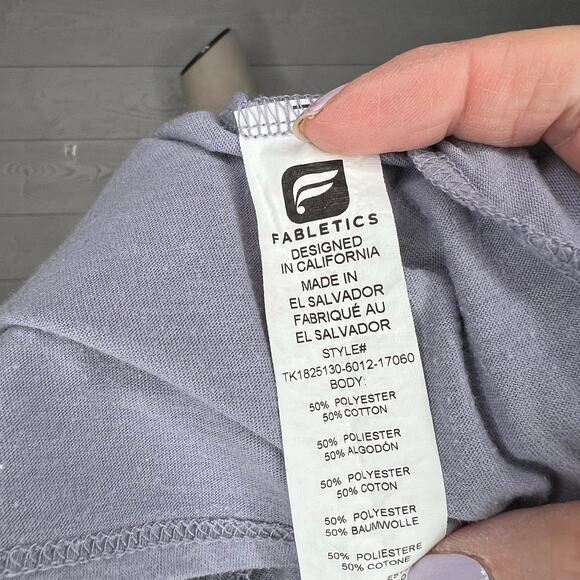 FABLETICS
DESIGNED
IN CALIFORNIA
MADE IN
EL SALVADOR
FABRIQUÉ AU
EL SALVADOR
STYLE#
TK1825130-6012-17060
BODY:
50% POLYESTER
50% COTTON
50% POLIESTER
50% ALGODÓN
50% POLYESTER
50% COTON
50% POLYESTER
50% BAUMWOLLE
50% POLIESTERE
50% COTONE